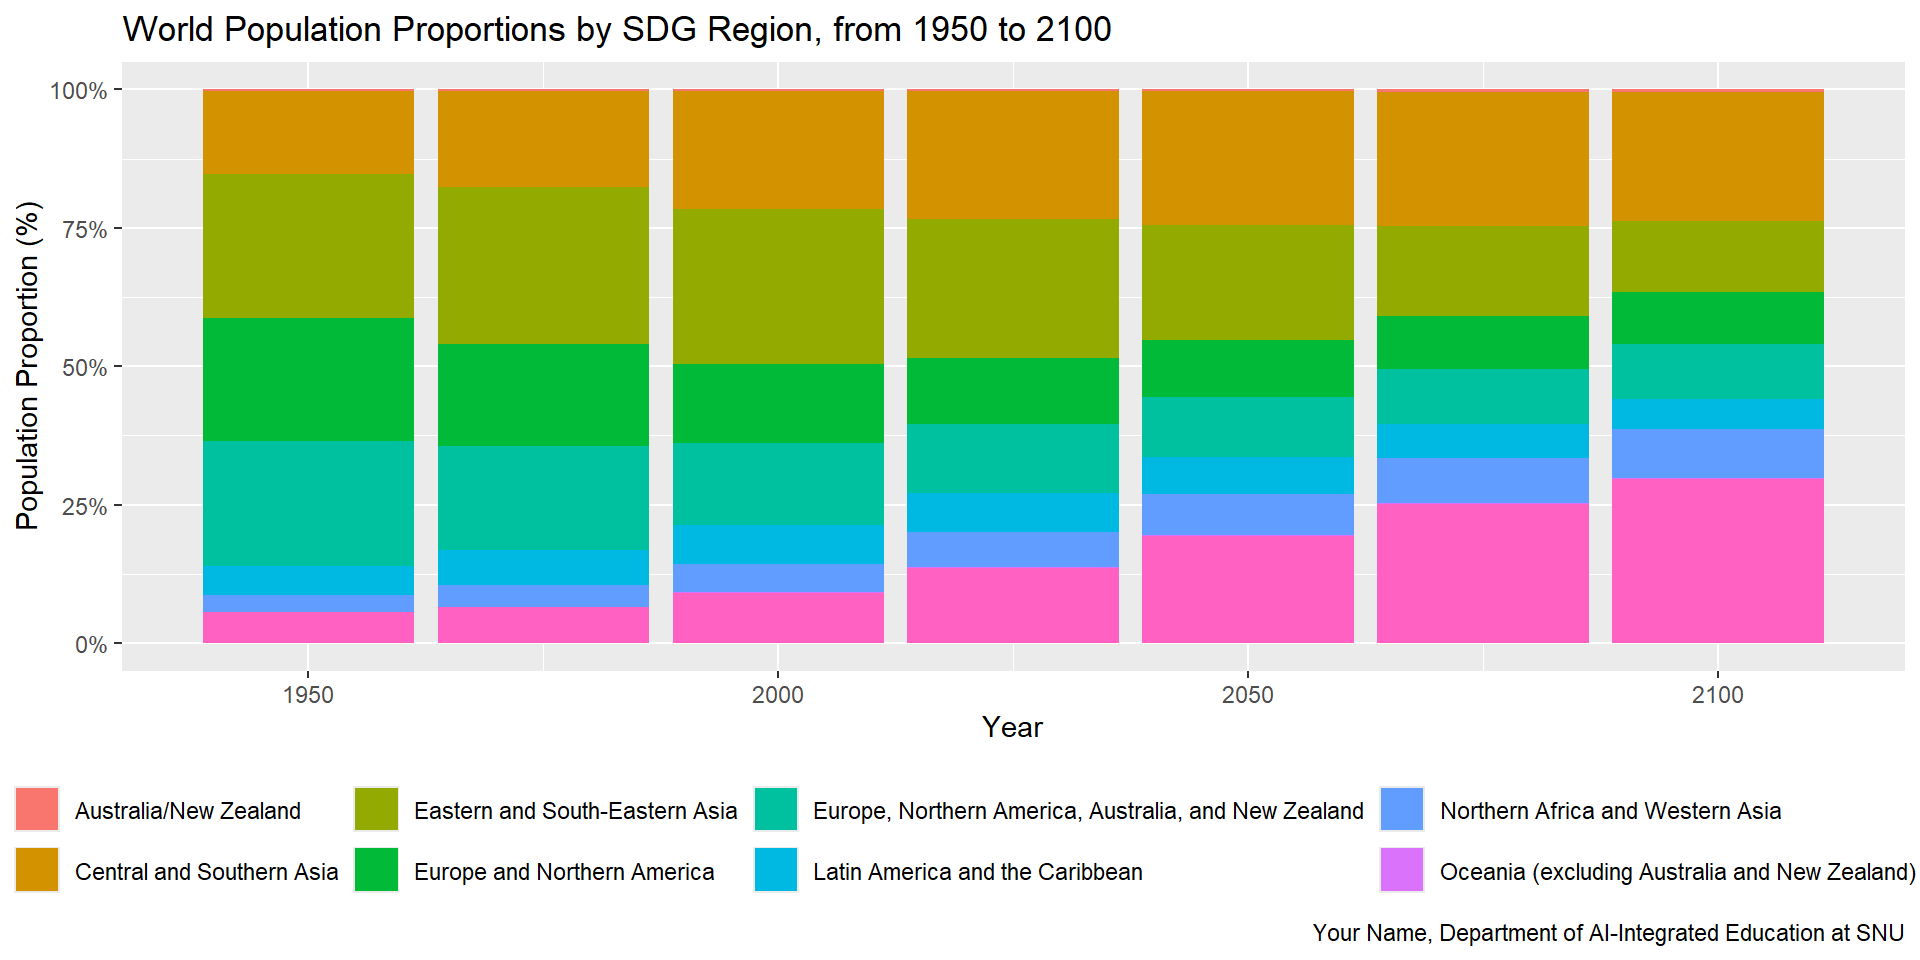 World Population Proportions by SDG Region, from 1950 to 2100
Population Proportion (%)
100%
75%
50%
25%
0%
1950 2000 2050 2100
Year
Australia/New Zealand Eastern and South-Eastern Asia Europe, Northern America, Australia, and New Zealand Northern Africa and Western Asia
Central and Southern Asia Europe and Northern America Latin America and the Caribbean Oceania (excluding Australia and New Zealand)
Your Name, Department of AI-Integrated Education at SNU